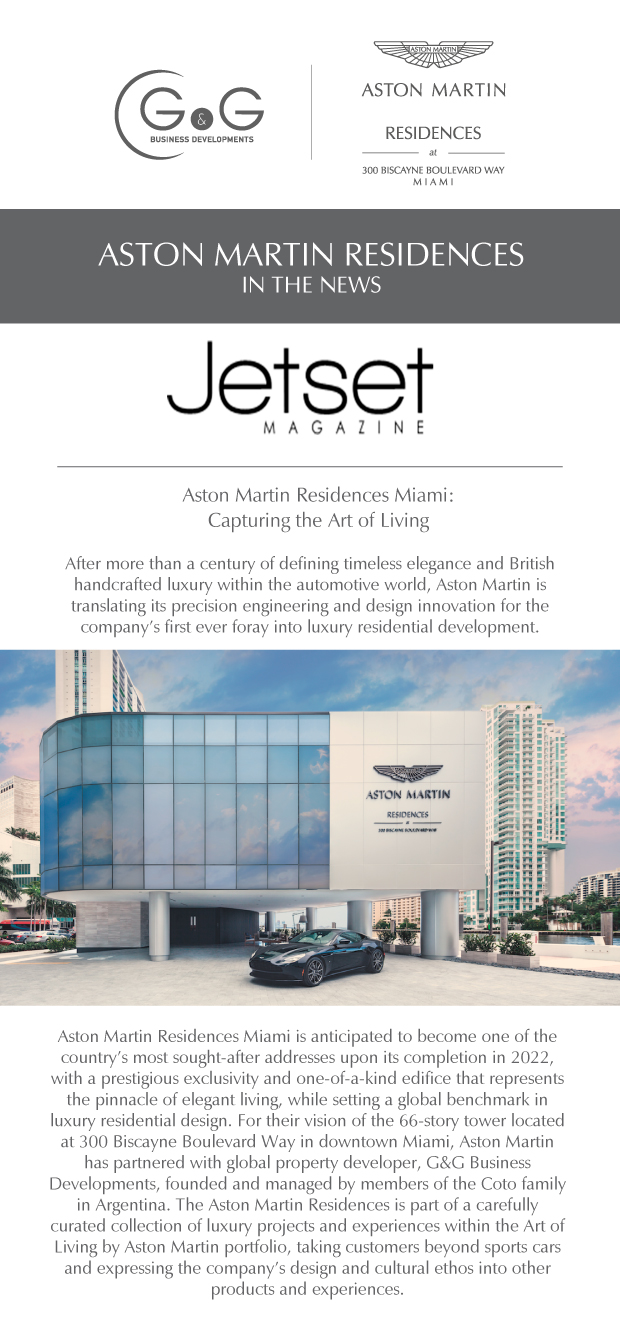 G&G
BUSINESS DEVELOPMENTS
ASTON MARTIN
ASTON MARTIN
RESIDENCES
at
300 BISCAYNE BOULEVARD WAY
MIAMI
ASTON MARTIN RESIDENCES
IN THE NEWS
Jetset
MAGAZINE
Aston Martin Residences Miami:
Capturing the Art of Living
After more than a century of defining timeless elegance and British
handcrafted luxury within the automotive world, Aston Martin is
translating its precision engineering and design innovation for the
company's first ever foray into luxury residential development.
ASTON MARTIN
RESIDENCES
at
300 BISCAYNE BOULEVARD WAY
Aston Martin Residences Miami is anticipated to become one of the
country's most sought-after addresses upon its completion in 2022,
with a prestigious exclusivity and one-of-a-kind edifice that represents
the pinnacle of elegant living, while setting a global benchmark in
luxury residential design. For their vision of the 66-story tower located
at 300 Biscayne Boulevard Way in downtown Miami, Aston Martin
has partnered with global property developer, G&G Business
Developments, founded and managed by members of the Coto family
in Argentina. The Aston Martin Residences is part of a carefully
curated collection of luxury projects and experiences within the Art of
Living by Aston Martin portfolio, taking customers beyond sports cars
and expressing the company's design and cultural ethos into other
products and experiences.